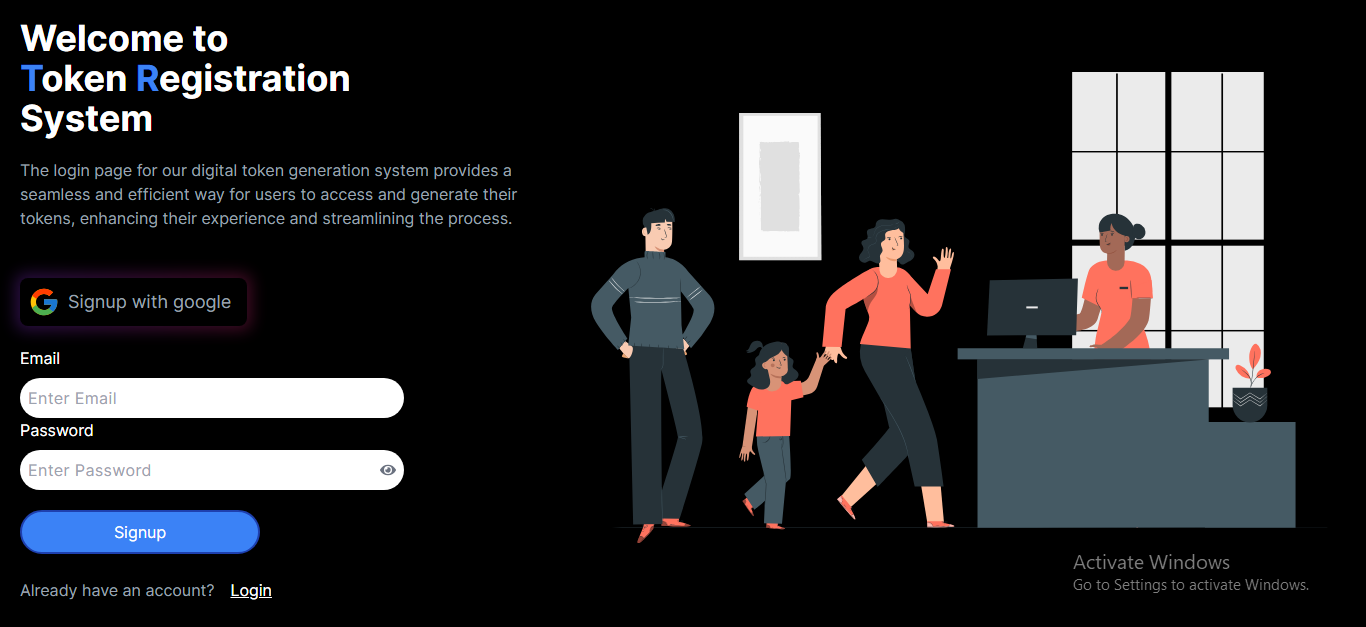 Welcome to
Token Registration
System
The login page for our digital token generation system provides a
seamless and efficient way for users to access and generate their
tokens, enhancing their experience and streamlining the process.
Signup with google
Email
Enter Email
Password
Enter Password
Signup
Already have an account? Login
Activate Windows
Go to Settings to activate Windows.